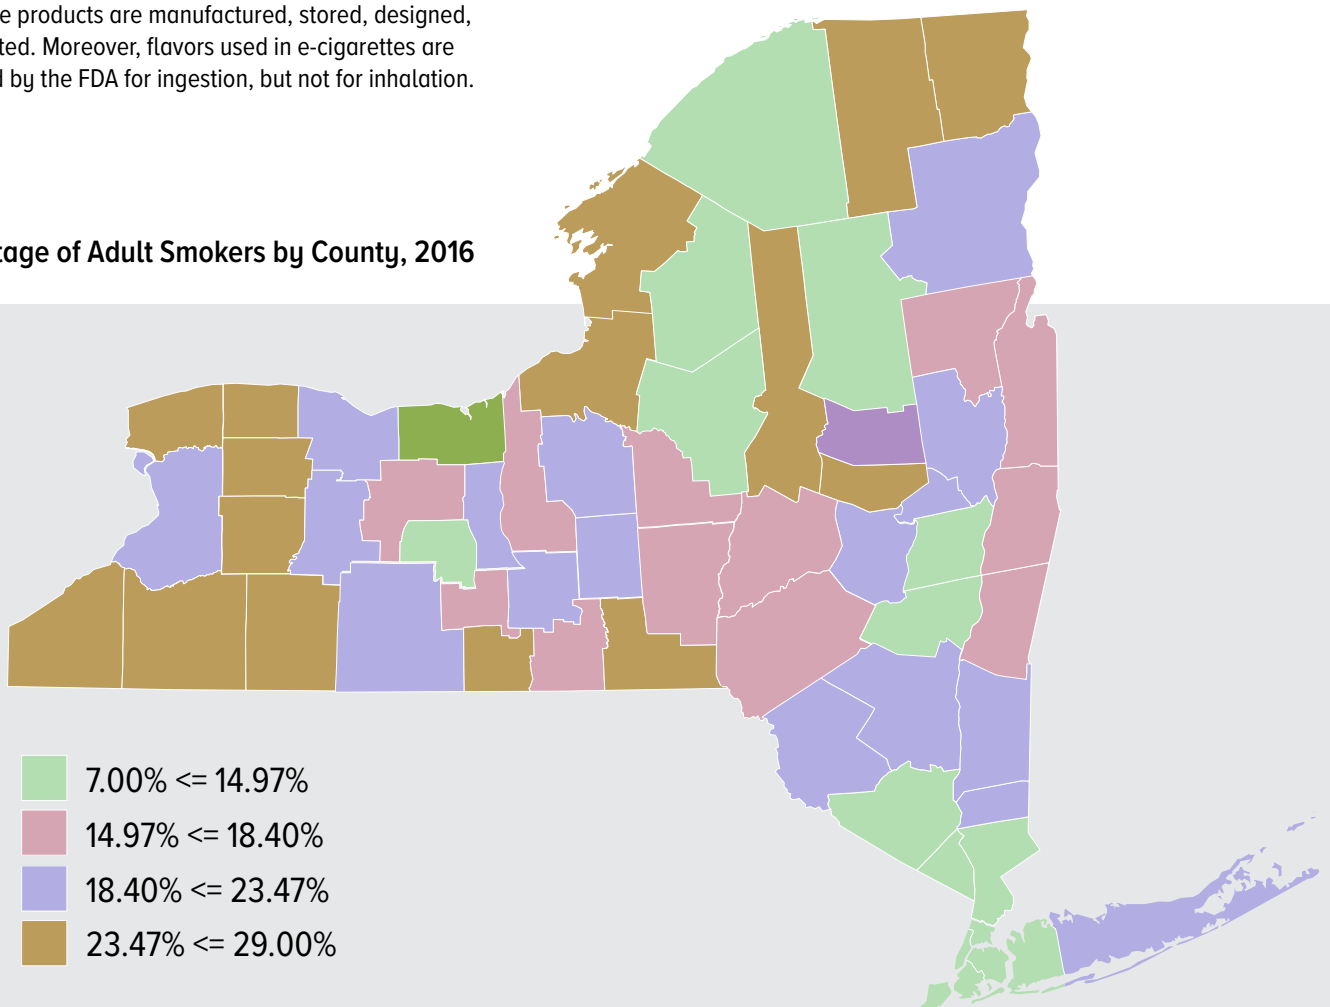 e products are manufactured, stored, designed,
ted. Moreover, flavors used in e-cigarettes are
by the FDA for ingestion, but not for inhalation.
tage of Adult Smokers by County, 2016
7.00% <= 14.97%
14.97% <= 18.40%
18.40% <= 23.47%
23.47% <= 29.00%